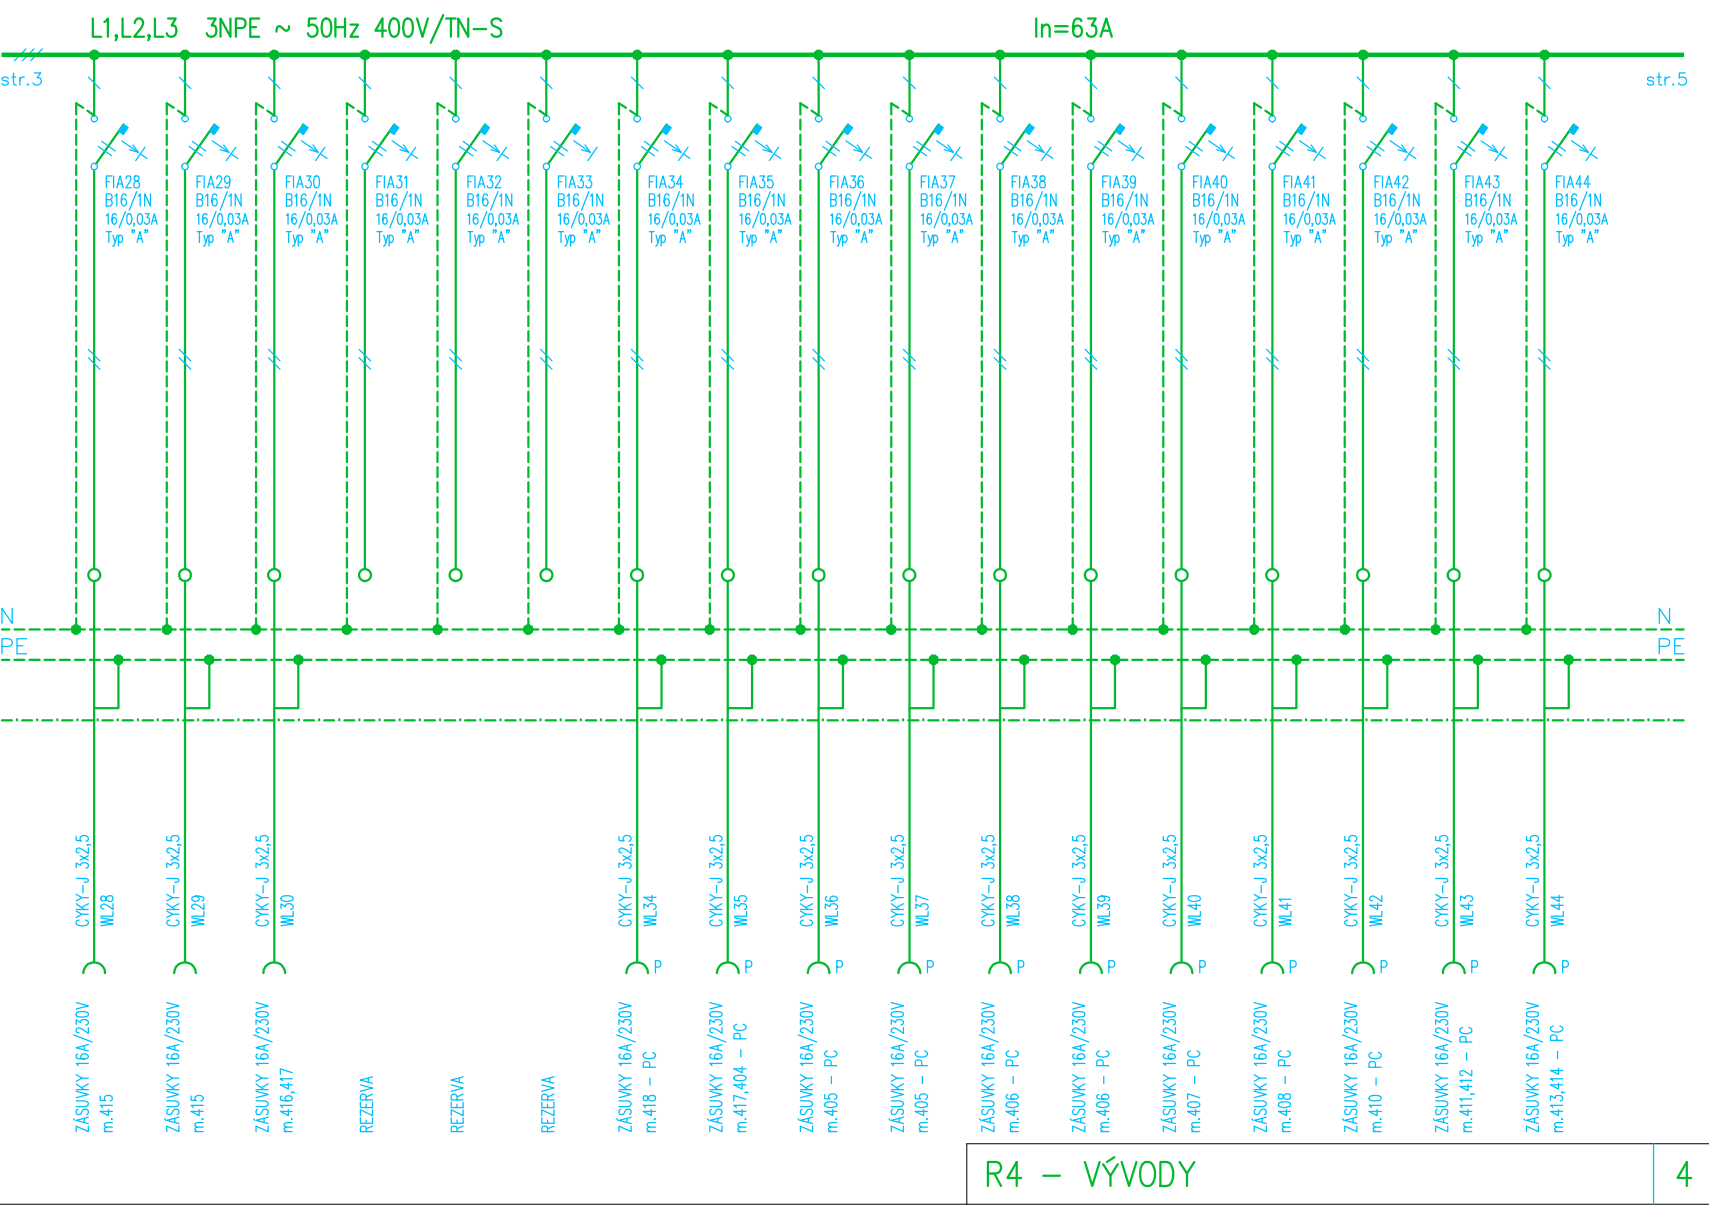 L1,L2,L3 3NPE ~ 50Hz 400V/TN-S
In=63A
str.3
str.5
FIA28
B16/1N
16/0,03A
Typ "A"
FIA29
B16/1N
16/0,03A
Typ "A"
FIA30
B16/1N
16/0,03A
Typ "A"
FIA31
B16/1N
16/0,03A
Typ "A"
FIA32
B16/1N
16/0,03A
Typ "A"
FIA33
B16/1N
16/0,03A
Typ "A"
FIA34
B16/1N
16/0,03A
Typ "A"
FIA35
B16/1N
16/0,03A
Typ "A"
FIA36
B16/1N
16/0,03A
Typ "A"
FIA37
B16/1N
16/0,03A
Typ "A"
FIA38
B16/1N
16/0,03A
Typ "A"
FIA39
B16/1N
16/0,03A
Typ "A"
FIA40
B16/1N
16/0,03A
Typ "A"
FIA41
B16/1N
16/0,03A
Typ "A"
FIA42
B16/1N
16/0,03A
Typ "A"
FIA43
B16/1N
16/0,03A
Typ "A"
FIA44
B16/1N
16/0,03A
Typ "A"
N
N
PE
PE
CYKY-J 3x2,5
WL28
CYKY-J 3x2,5
WL29
CYKY-J 3x2,5
WL30
CYKY-J 3x2,5
WL34
CYKY-J 3x2,5
WL35
CYKY-J 3x2,5
WL36
CYKY-J 3x2,5
WL37
CYKY-J 3x2,5
WL38
CYKY-J 3x2,5
WL39
CYKY-J 3x2,5
WL40
CYKY-J 3x2,5
WL41
CYKY-J 3x2,5
WL42
CYKY-J 3x2,5
WL43
CYKY-J 3x2,5
WL44
P
P
P
P
P
P
P
P
P
P
P
ZÁSUVKY 16A/230V
m.415
ZÁSUVKY 16A/230V
m.415
ZÁSUVKY 16A/230V
m.416,417
REZERVA
REZERVA
REZERVA
ZÁSUVKY 16A/230V
m.418 - PC
ZÁSUVKY 16A/230V
m.417,404 - PC
ZÁSUVKY 16A/230V
m.405 - PC
ZÁSUVKY 16A/230V
m.405 - PC
ZÁSUVKY 16A/230V
m.406 - PC
ZÁSUVKY 16A/230V
m.406 - PC
ZÁSUVKY 16A/230V
m.407 - PC
ZÁSUVKY 16A/230V
m.408 - PC
ZÁSUVKY 16A/230V
m.410 - PC
ZÁSUVKY 16A/230V
m.411,412 - PC
ZÁSUVKY 16A/230V
m.413,414 - PC
R4 - VÝVODY
4